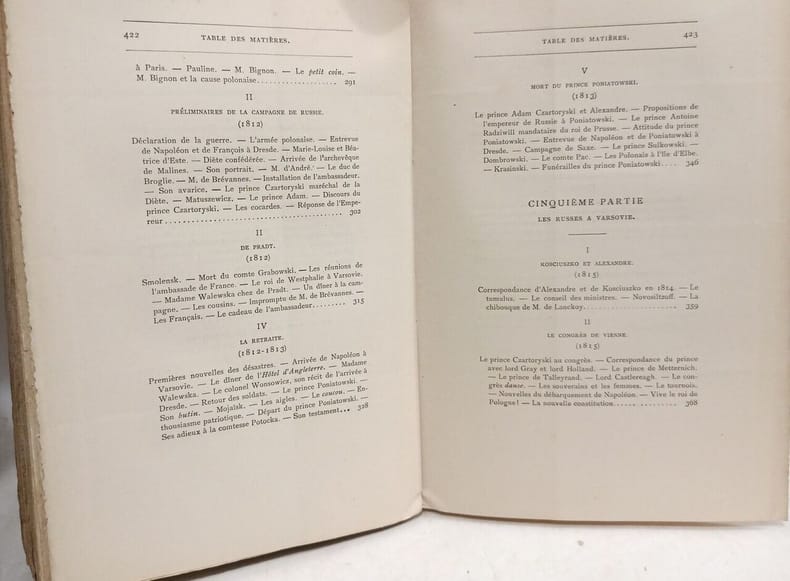 422
TABLE DES MATIÈRES.
à Paris. — Pauline. — M. Bignon. — Le petit coin. —
M. Bignon et la cause polonaise................... 291
II
PRÉLIMINAIRES DE LA CAMPAGNE DE RUSSIE.
(1812)
Déclaration de la guerre. — L'armée polonaise. — Entrevue
de Napoléon et de François à Dresde. — Marie-Louise et Béa-
trice d'Este. — Diète confédérée. — Arrivée de l'archevêque
de Malines. — Son portrait. — M. d'André. — Le duc de
Broglie. — M. de Brévannes. — Installation de l'ambassadeur.
— Son avarice. — Le prince Czartoryski maréchal de la
Diète. — Matuszewicz. — Le prince Adam. — Discours du
prince Czartoryski. — Les cocardes. — Réponse de l'Empe-
reur........................................ 302
II
DE PRADT.
(1812)
Smolensk. — Mort du comte Grabowski. — Les réunions de
l'ambassade de France. — Le roi de Westphalie à Varsovie.
— Madame Walewska chez de Pradt. — Un dîner à la cam-
pagne. — Les cousins. — Impromptu de M. de Brévannes. —
Les Français. — Le cadeau de l'ambassadeur......... 315
IV
LA RETRAITE.
(1812-1813)
Premières nouvelles des désastres. — Arrivée de Napoléon à
Varsovie. — Le dîner de l'Hôtel d'Angleterre. — Madame
Walewska. — Le colonel Wonsowicz, son récit de l'arrivée à
Dresde. — Retour des soldats. — Le prince Poniatowski. —
Son butin. — Mojaïsk. — Les aigles. — Le coucou. — En-
thousiasme patriotique. — Départ du prince Poniatowski. —
Ses adieux à la comtesse Potocka. — Son testament... 328
TABLE DES MATIÈRES.
423
V
MORT DU PRINCE PONIATOWSKI.
(1813)
Le prince Adam Czartoryski et Alexandre. — Propositions de
l'empereur de Russie à Poniatowski. — Le prince Antoine
Radziwill mandataire du roi de Prusse. — Attitude du prince
Poniatowski. — Entrevue de Napoléon et de Poniatowski à
Dresde. — Campagne de Saxe. — Le prince Sulkowski. —
Dombrowski. — Le comte Pac. — Les Polonais à l'île d'Elbe.
— Krasinski. — Funérailles du prince Poniatowski.... 346
CINQUIÈME PARTIE
LES RUSSES A VARSOVIE.
I
KOSCIUSZKO ET ALEXANDRE.
(1815)
Correspondance d'Alexandre et de Kosciuszko en 1814. — Le
tumulus. — Le conseil des ministres. — Novosiltzoff. — La
chibouque de M. de Lanckoy...................... 359
II
LE CONGRÈS DE VIENNE.
(1815)
Le prince Czartoryski au congrès. — Correspondance du prince
avec lord Gray et lord Holland. — Le prince de Metternich.
— Le prince de Talleyrand. — Lord Castlereagh. — Le con-
grès danse. — Les souverains et les femmes. — Le tournois.
— Nouvelles du débarquement de Napoléon. — Vive le roi de
Pologne! — La nouvelle constitution................ 368